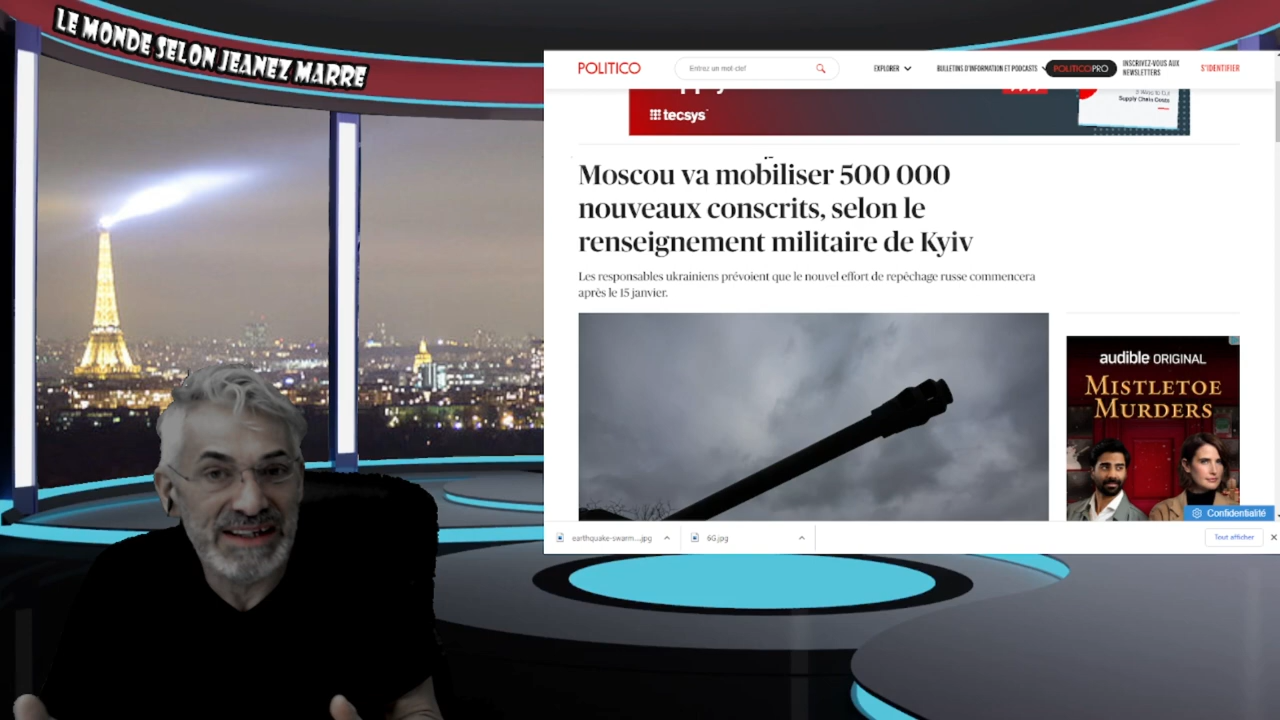 LE MONDE SELON JEANEZ MARRE
POLITICO
Entrez un mot-clef
EXPLORER
BULLETINS D'INFORMATION ET PODCASTS
POLITICOPRO
INSCRIVEZ-VOUS AUX
NEWSLETTERS
S'IDENTIFIER
tecsys
Supply Chain Costs
Moscou va mobiliser 500 000
nouveaux conscrits, selon le
renseignement militaire de Kyiv
Les responsables ukrainiens prévoient que le nouvel effort de repêchage russe commencera
après le 15 janvier.
audible ORIGINAL
MISTLETOE
MURDERS
Confidentialité
earthquake-swarm....jpg
6G.jpg
Tout afficher